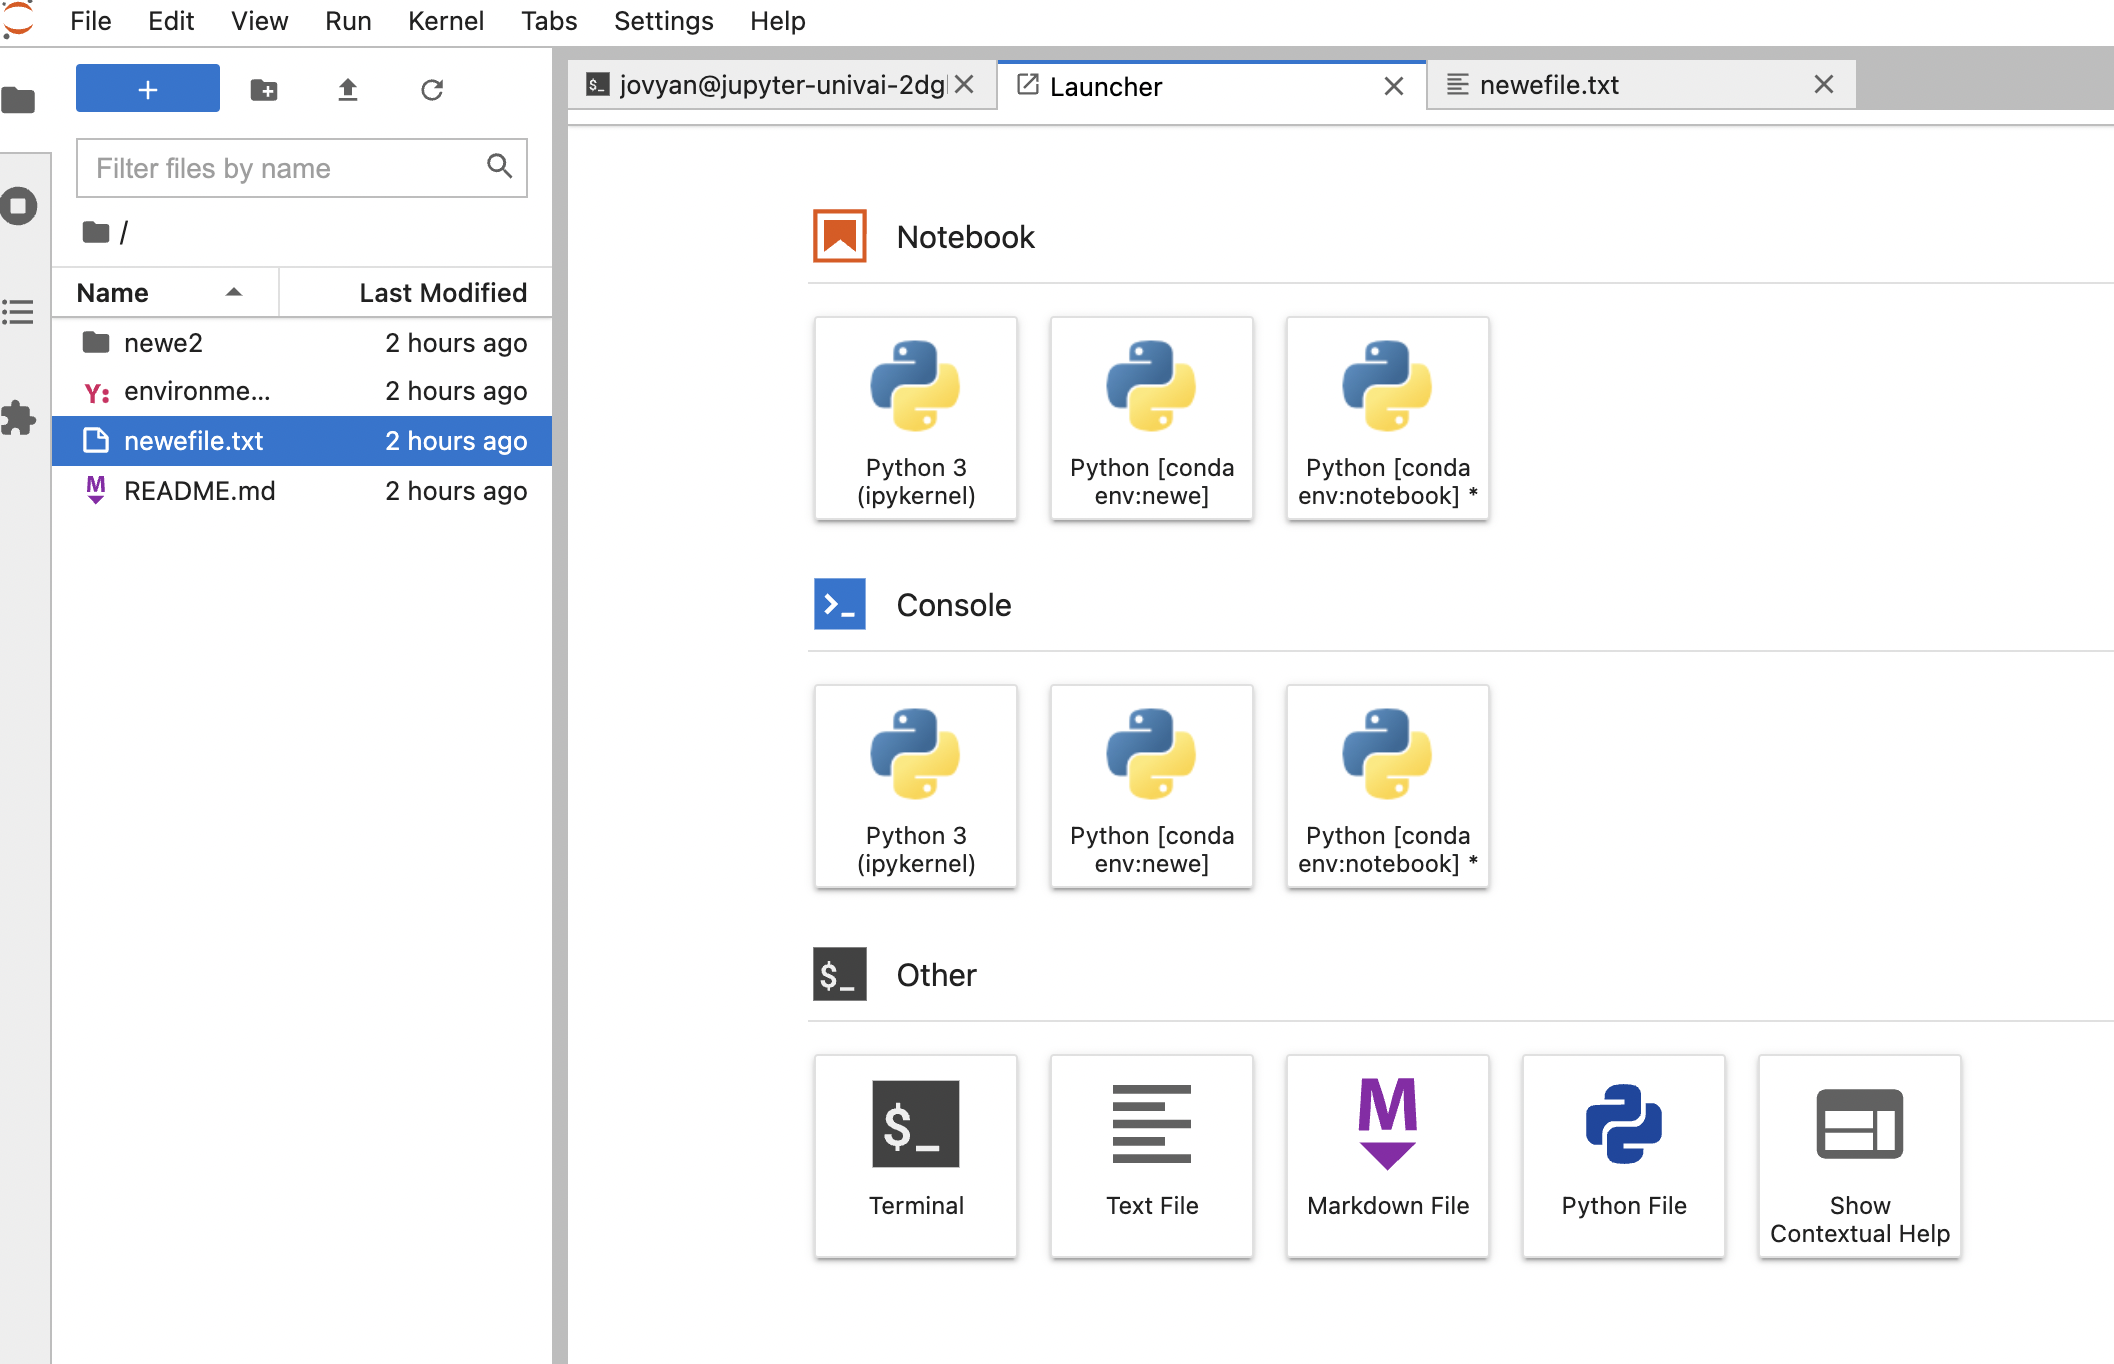 File Edit View Run Kernel Tabs Settings Help
jovyan@jupyter-univai-2dg
Launcher
newefile.txt
Filter files by name
/
Name Last Modified
newe2 2 hours ago
Y: environme... 2 hours ago
newefile.txt 2 hours ago
M README.md 2 hours ago
Notebook
Python 3
(ipykernel)
Python [conda
env:newe]
Python [conda
env:notebook] *
Console
Python 3
(ipykernel)
Python [conda
env:newe]
Python [conda
env:notebook] *
$_ Other
$_
Terminal
Text File
M
Markdown File
Python File
Show
Contextual Help